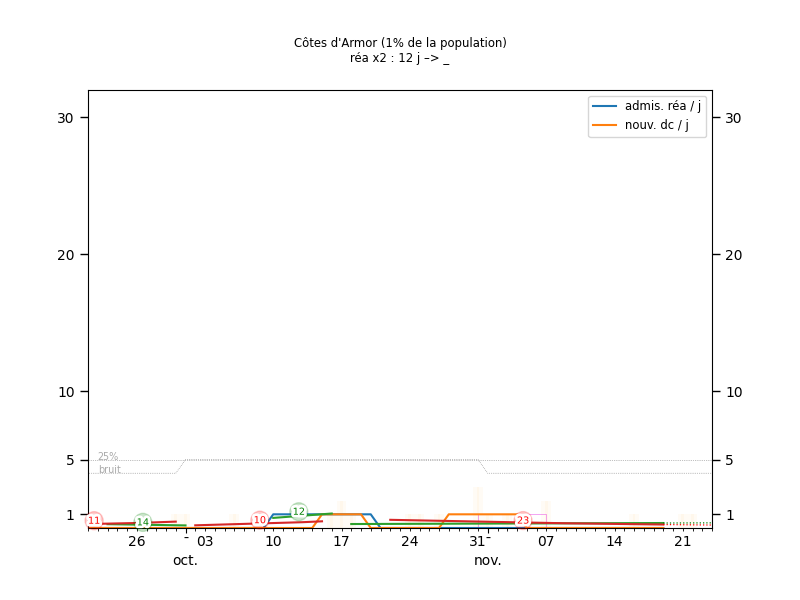 Côtes d'Armor (1% de la population)
réa x2 : 12 j –> _
admis. réa / j
nouv. dc / j
30 30
20 20
10 10
5 5
1 1
25%
bruit
11 14 10 12 23
26 - 03 10 17 24 31 - 07 14 21
oct. nov.